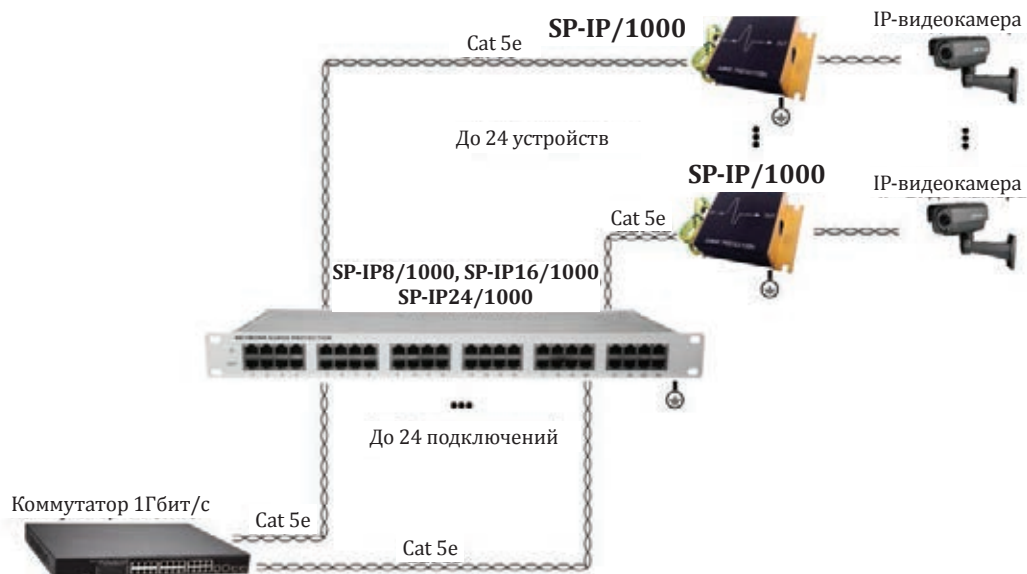 SP-IP/1000
IP-видеокамера
Cat 5e
До 24 устройств
SP-IP/1000
IP-видеокамера
Cat 5e
SP-IP8/1000, SP-IP16/1000
SP-IP24/1000
До 24 подключений
Коммутатор 1Гбит/с
Cat 5e
Cat 5e